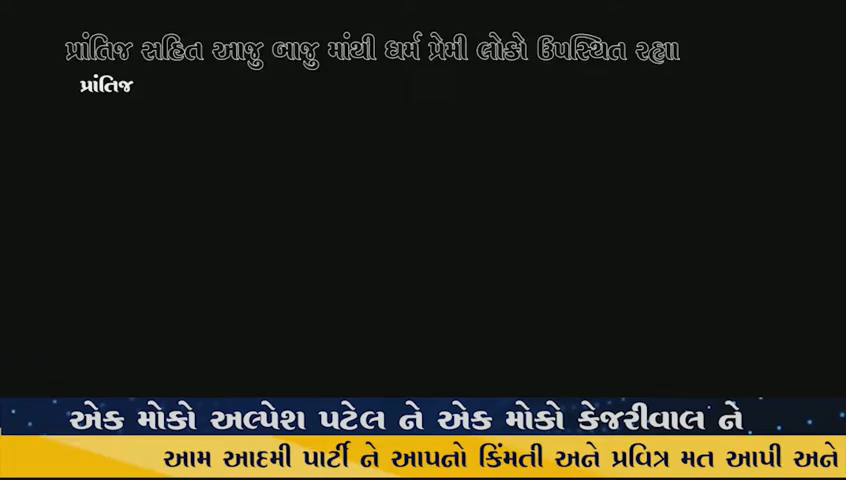 પ્રાંતિજ સહિત આજુ બાજુ માંથી ધર્મ પ્રેમી લોકો ઉપસ્થિત રહ્યા
પ્રાંતિજ
એક મોકો અલ્પેશ પટેલ ને એક મોકો કેજરીવાલ ને
આમ આદમી પાર્ટી ને આપનો કિંમતી અને પ્રવિત્ર મત આપી અને